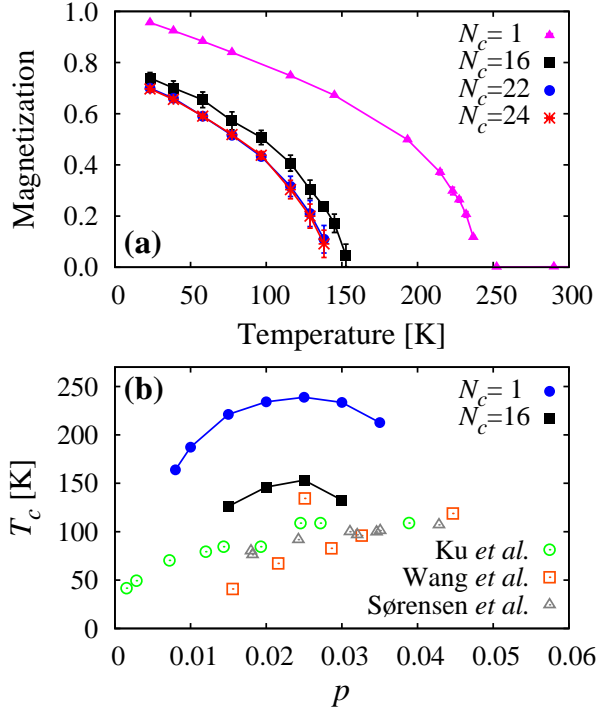 1.0
0.8
0.6
0.4
0.2
0.0
Magnetization
(a)
N_c= 1
N_c=16
N_c=22
N_c=24
0 50 100 150 200 250 300
Temperature [K]
(b)
N_c= 1
N_c=16
250
200
150
100
50
0
T_c [K]
Ku et al.
Wang et al.
Sørensen et al.
0 0.01 0.02 0.03 0.04 0.05 0.06
p